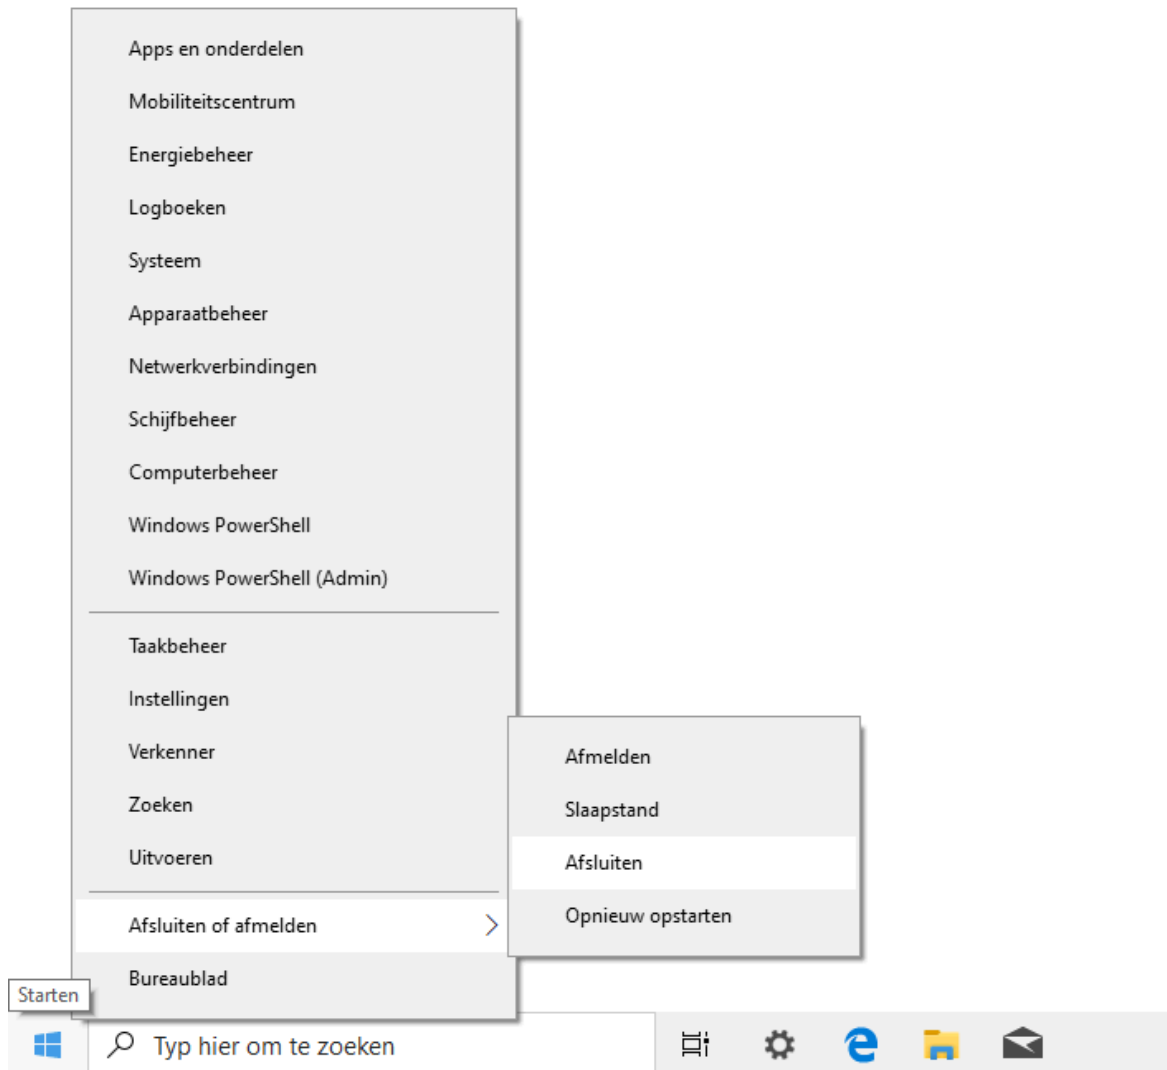 Apps en onderdelen
Mobiliteitscentrum
Energiebeheer
Logboeken
Systeem
Apparaatbeheer
Netwerkverbindingen
Schijfbeheer
Computerbeheer
Windows PowerShell
Windows PowerShell (Admin)
Taakbeheer
Instellingen
Verkenner
Zoeken
Uitvoeren
Afsluiten of afmelden
Bureaublad
Afmelden
Slaapstand
Afsluiten
Opnieuw opstarten
Starten
Typ hier om te zoeken